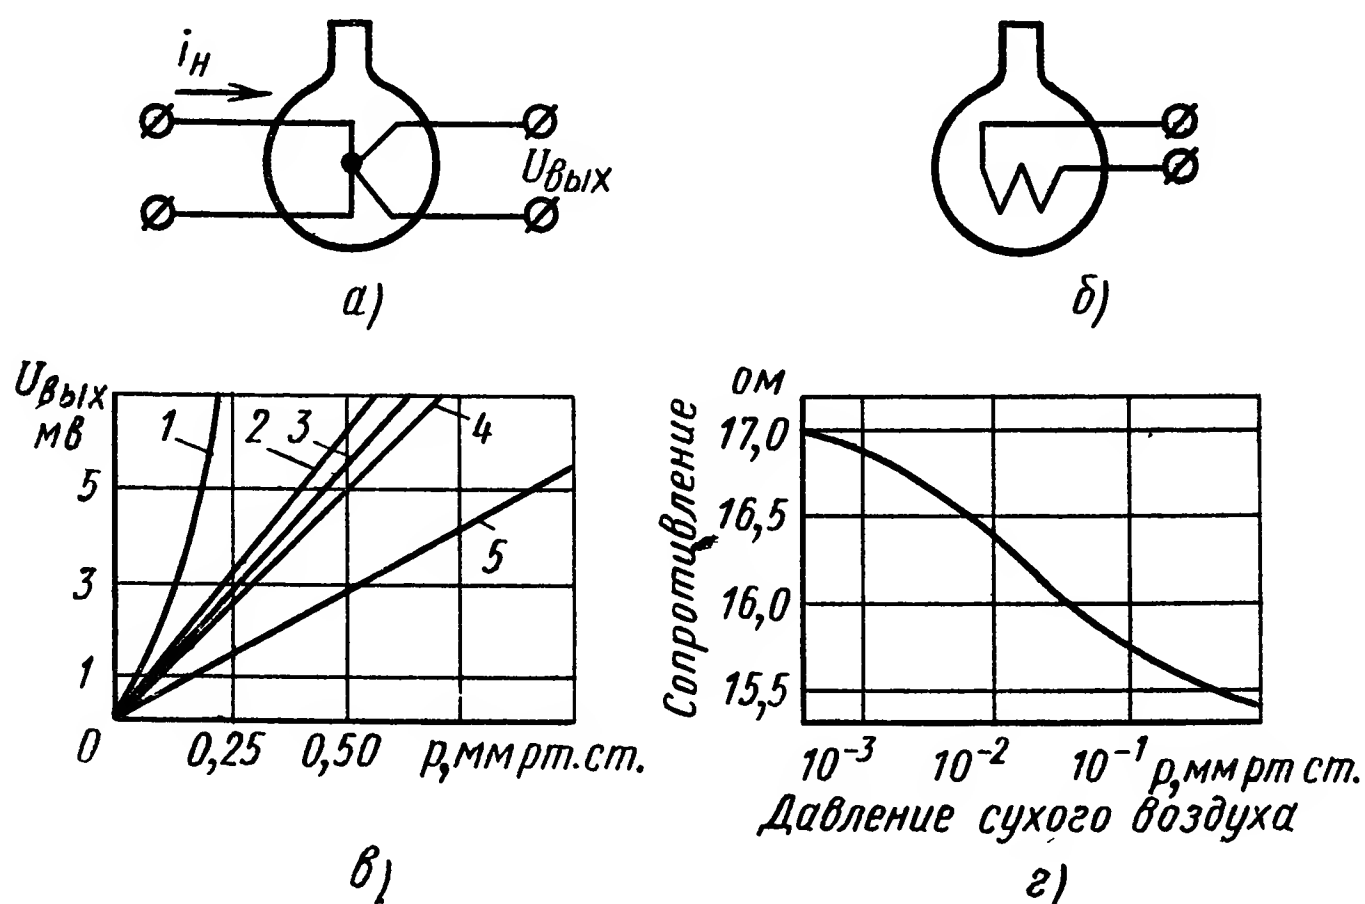 iн
Uвых
а)
б)
Uвых
мв
1
2
3
4
5
5
3
1
0
0,25
0,50
р, мм рт. ст.
в)
ом
Сопротивление
17,0
16,5
16,0
15,5
10⁻³
10⁻²
10⁻¹
р, мм рт ст.
Давление сухого воздуха
г)